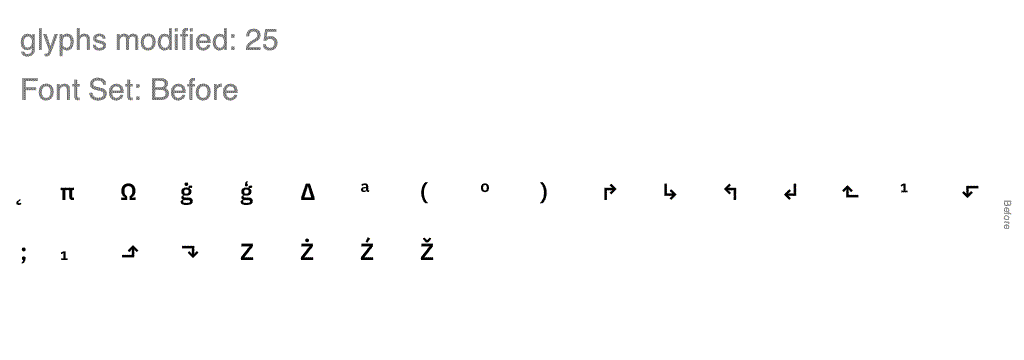 glyphs modified: 25
Font Set: Before
˛ π Ω ġ ģ Δ ª ( º ) ↱ ↳ ↰ ↲ ⬑ ¹ ⬐
; ₁ ⬏ ⬎ Z Ż Ź Ž
Before